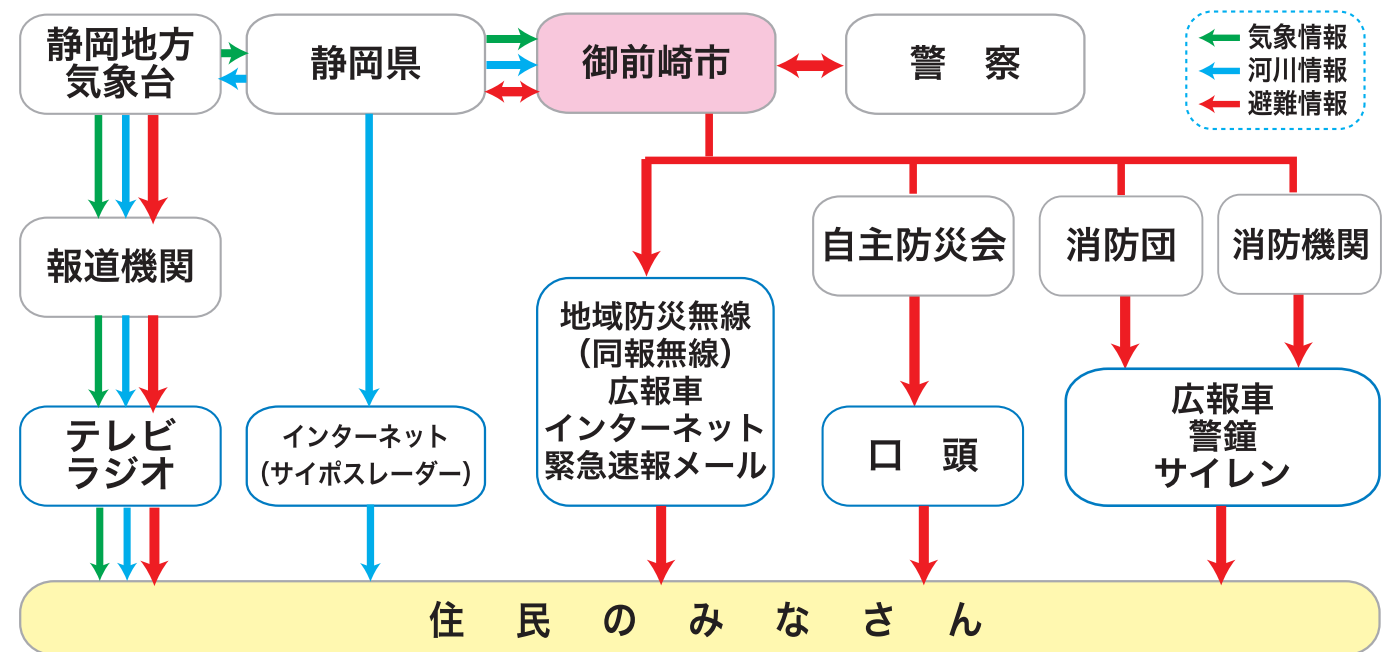 静岡地方
気象台
静岡県
御前崎市
警 察
気象情報
河川情報
避難情報
報道機関
自主防災会
消防団
消防機関
地域防災無線
（同報無線）
広報車
インターネット
緊急速報メール
テレビ
ラジオ
インターネット
（サイポスレーダー）
口 頭
広報車
警鐘
サイレン
住 民 の み な さ ん